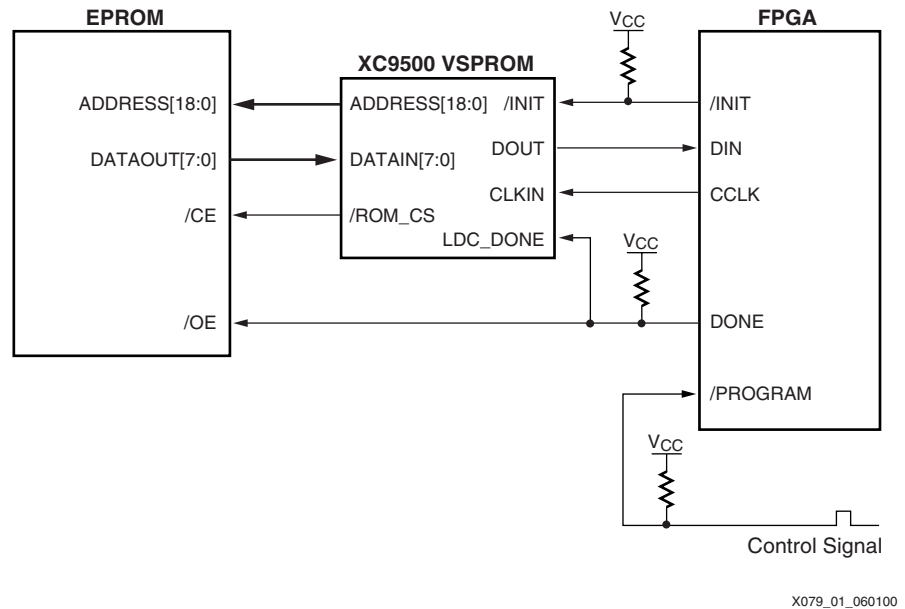 EPROM
ADDRESS[18:0]
DATAOUT[7:0]
/CE
/OE
XC9500 VSPROM
ADDRESS[18:0]
/INIT
DATAIN[7:0]
DOUT
CLKIN
/ROM_CS
LDC_DONE
VCC
VCC
VCC
FPGA
/INIT
DIN
CCLK
DONE
/PROGRAM
Control Signal
X079_01_060100